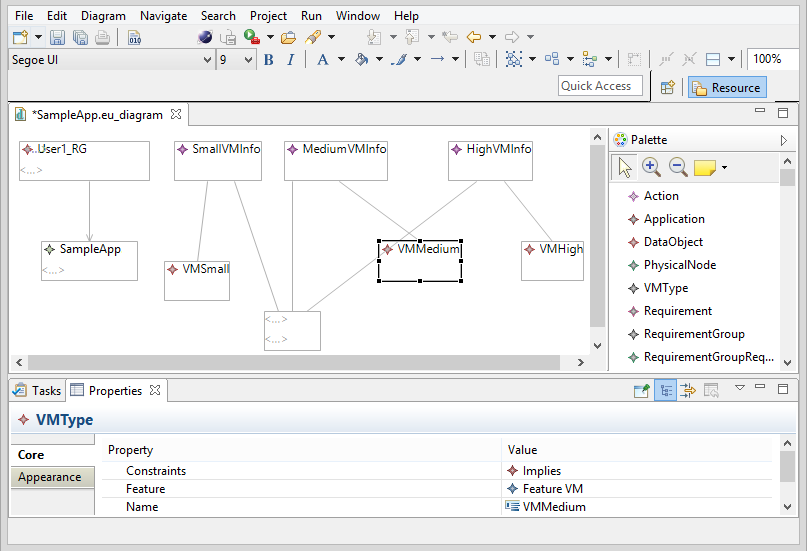 File Edit Diagram Navigate Search Project Run Window Help
010
Segoe UI 9 B I A 100%
Quick Access Resource
*SampleApp.eu_diagram
..User1_RG
<...>
SmallVMInfo
MediumVMInfo
HighVMInfo
SampleApp
<...>
VMSmall
VMMedium
VMHigh
<...>
<...>
Palette
Action
Application
DataObject
PhysicalNode
VMType
Requirement
RequirementGroup
RequirementGroupReq...
Tasks Properties
VMType
Core
Appearance
Property Value
Constraints Implies
Feature Feature VM
Name VMMedium